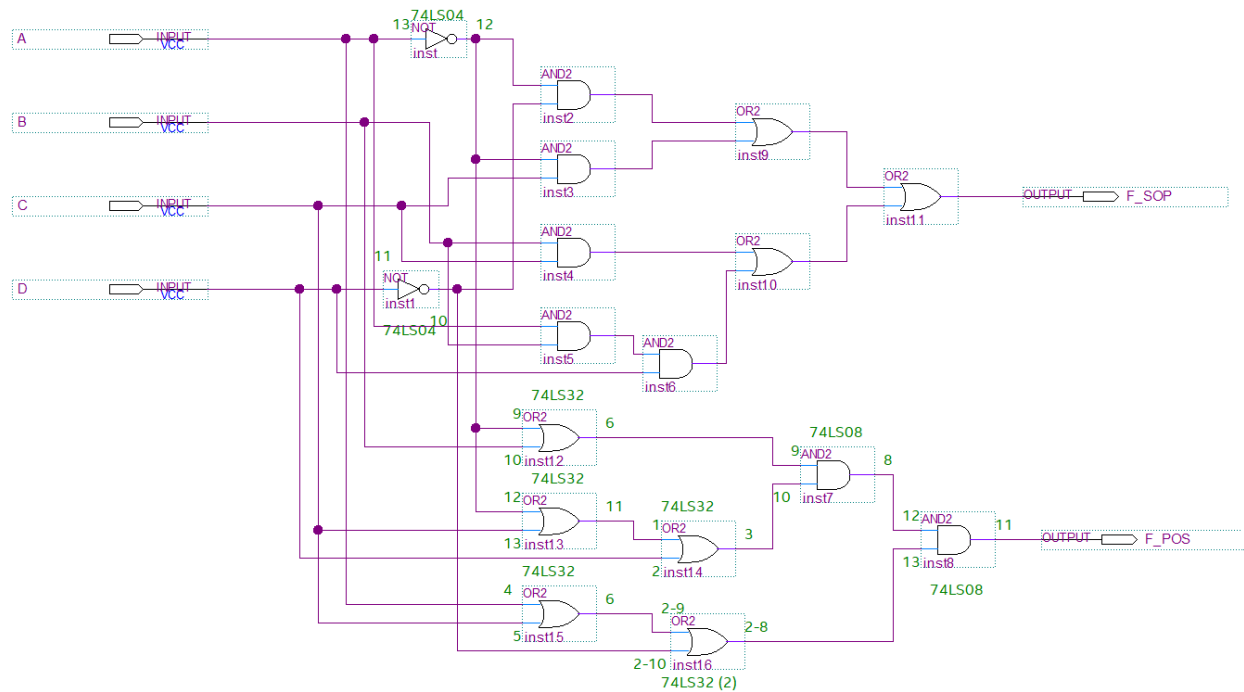 74LS04
13 NOT 12
A INPUT
VCC
inst
AND2
inst2
B INPUT
VCC
OR2
inst9
AND2
inst3
OR2
inst11
OUTPUT F_SOP
C INPUT
VCC
AND2
inst4
OR2
inst10
11
NOT
D INPUT
VCC
inst1
10
74LS04
AND2
inst5
AND2
inst6
74LS32
9 OR2 6
10 inst12
74LS08
9 AND2 8
10 inst7
74LS32
12 OR2 11
13 inst13
74LS32
1 OR2 3
2 inst14
12 AND2 11
13 inst8
74LS08
OUTPUT F_POS
74LS32
4 OR2 6
5 inst15
2-9 OR2 2-8
2-10 inst16
74LS32 (2)